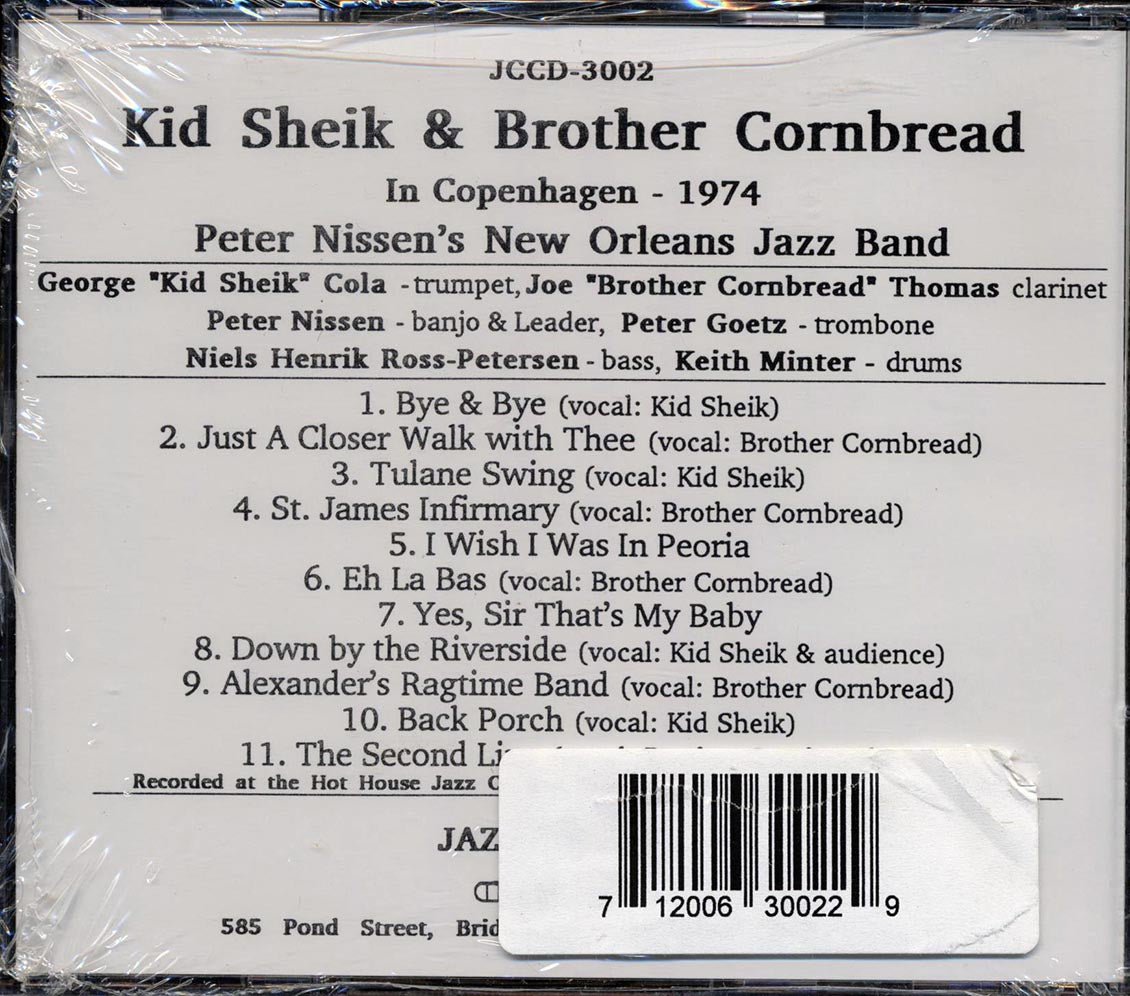 JCCD-3002
Kid Sheik & Brother Cornbread
In Copenhagen - 1974
Peter Nissen's New Orleans Jazz Band
George "Kid Sheik" Cola - trumpet, Joe "Brother Cornbread" Thomas clarinet
Peter Nissen - banjo & Leader, Peter Goetz - trombone
Niels Henrik Ross-Petersen - bass, Keith Minter - drums
1. Bye & Bye (vocal: Kid Sheik)
2. Just A Closer Walk with Thee (vocal: Brother Cornbread)
3. Tulane Swing (vocal: Kid Sheik)
4. St. James Infirmary (vocal: Brother Cornbread)
5. I Wish I Was In Peoria
6. Eh La Bas (vocal: Brother Cornbread)
7. Yes, Sir That's My Baby
8. Down by the Riverside (vocal: Kid Sheik & audience)
9. Alexander's Ragtime Band (vocal: Brother Cornbread)
10. Back Porch (vocal: Kid Sheik)
11. The Second
Recorded at the Hot House Jazz
585 Pond Street,
7 12006 30022 9